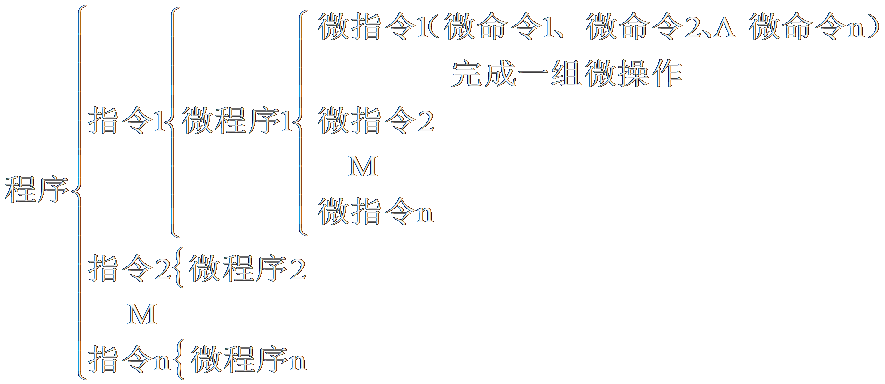 微指令1(微命令1、 微命令2、Λ 微命令n)
完成一组微操作
指令1{微程序1{ 微指令2
M
程序{
微指令n
指令2{微程序2
M
指令n{微程序n